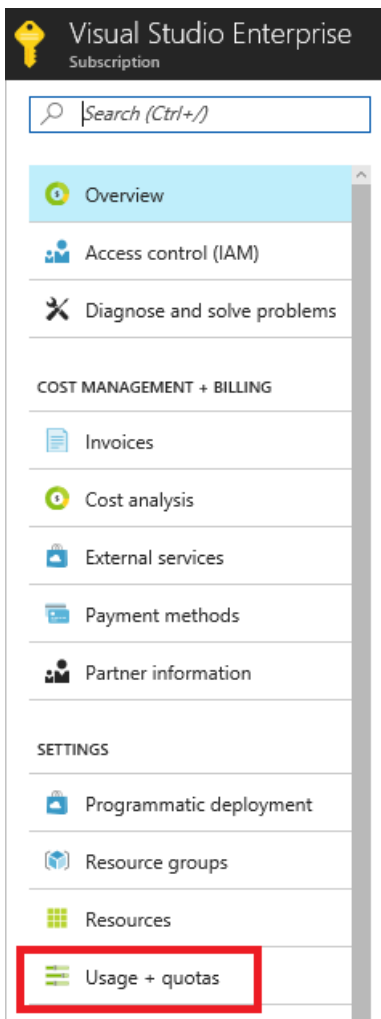 Visual Studio Enterprise
Subscription
Search (Ctrl+/)
Overview
Access control (IAM)
Diagnose and solve problems
COST MANAGEMENT + BILLING
Invoices
Cost analysis
External services
Payment methods
Partner information
SETTINGS
Programmatic deployment
Resource groups
Resources
Usage + quotas